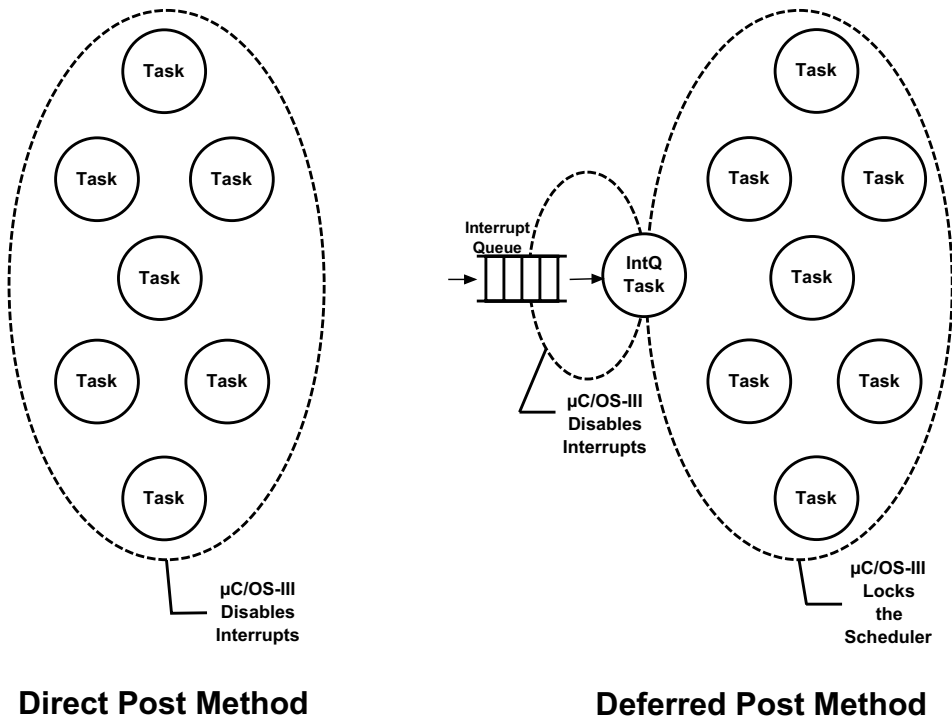 Task
Task
Task
Task
Task
Task
Task
µC/OS-III
Disables
Interrupts
Direct Post Method
Interrupt
Queue
IntQ
Task
µC/OS-III
Disables
Interrupts
Task
Task
Task
Task
Task
Task
Task
µC/OS-III
Locks
the
Scheduler
Deferred Post Method